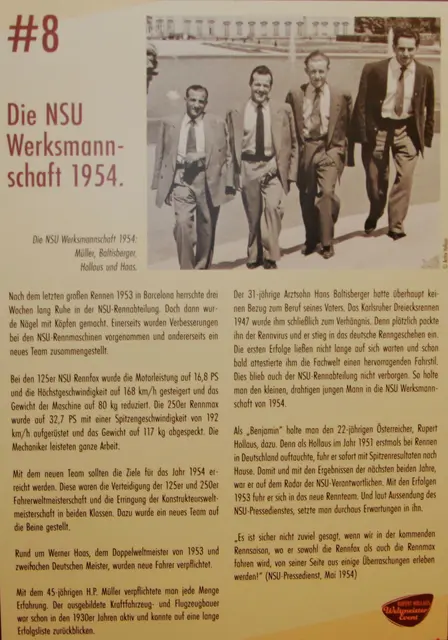 #8
Die NSU
Werksmann-
schaft 1954.
Die NSU Werksmannschaft 1954:
Müller, Baltisberger,
Hollaus und Haas.
Nach dem letzten großen Rennen 1953 in Barcelona herrschte drei
Wochen lang Ruhe in der NSU-Rennabteilung. Doch dann wur-
de Nägel mit Köpfen gemacht. Einerseits wurden Verbesserungen
bei den NSU-Rennmaschinen vorgenommen und andererseits ein
neues Team zusammengestellt.
Bei den 125er NSU Rennfox wurde die Motorleistung auf 16,8 PS
und die Höchstgeschwindigkeit auf 168 km/h gesteigert und das
Gewicht der Maschine auf 80 kg reduziert. Die 250er Rennmax
wurde auf 32,7 PS mit einer Spitzengeschwindigkeit von 192
km/h aufgerüstet und das Gewicht auf 117 kg abgespeckt. Die
Mechaniker leisteten ganze Arbeit.
Mit dem neuen Team sollten die Ziele für das Jahr 1954 er-
reicht werden. Diese waren die Verteidigung der 125er und 250er
Fahrerweltmeisterschaft und die Erringung der Konstrukteurswelt-
meisterschaft in beiden Klassen. Dazu wurde ein neues Team auf
die Beine gestellt.
Rund um Werner Haas, dem Doppelweltmeister von 1953 und
zweifachen Deutschen Meister, wurden neue Fahrer verpflichtet.
Mit dem 45-jährigen H.P. Müller verpflichtete man jede Menge
Erfahrung. Der ausgebildete Kraftfahrzeug- und Flugzeugbauer
war schon in den 1930er Jahren aktiv und kannte auf eine lange
Erfolgsliste zurückblicken.
Der 31-jährige Arztsohn Hans Baltisberger hatte überhaupt kei-
nen Bezug zum Beruf seines Vaters. Das Karlsruher Dreiecksrennen
1947 wurde ihm schließlich zum Verhängnis. Denn plötzlich packte
ihn der Rennvirus und er stieg in das deutsche Renngeschehen ein.
Die ersten Erfolge ließen nicht lange auf sich warten und schon
bald attestierte ihm die Fachwelt einen hervorragenden Fahrstil.
Dies blieb auch der NSU-Rennabteilung nicht verborgen. So holte
man den kleinen, drahtigen jungen Mann in die NSU Werksmann-
schaft von 1954.
Als „Benjamin" holte man den 22-jährigen Österreicher, Rupert
Hollaus, dazu. Denn als Hollaus im Jahr 1951 erstmals bei Rennen
in Deutschland auftauchte, fuhr er sofort mit Spitzenresultaten nach
Hause. Damit und mit den Ergebnissen der nächsten beiden Jahre,
war er auf dem Radar der NSU-Verantwortlichen. Mit den Erfolgen
1953 fuhr er sich in das neue Rennteam. Und laut Aussendung des
NSU-Pressedienstes, setzte man durchaus Erwartungen in ihn.
„Es ist sicher nicht zuviel gesagt, wenn wir in der kommenden
Rennsaison, wo er sowohl die Rennfox als auch die Rennmax
fahren wird, von seiner Seite aus einige Überraschungen erleben
werden!" (NSU-Pressedienst, Mai 1954)
RUPERT HOLLAUS
Weltmeister
Event